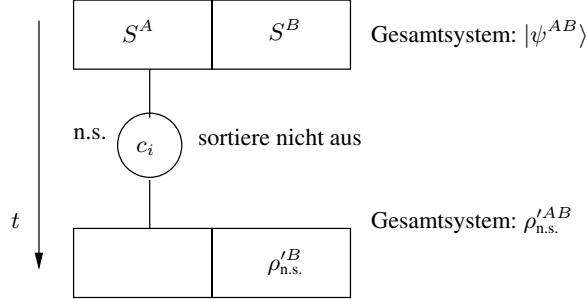 S^A S^B Gesamtsystem: |ψ^{AB}⟩
n.s. c_i sortiere nicht aus
t Gesamtsystem: ρ'^{AB}_{n.s.}
ρ'^B_{n.s.}